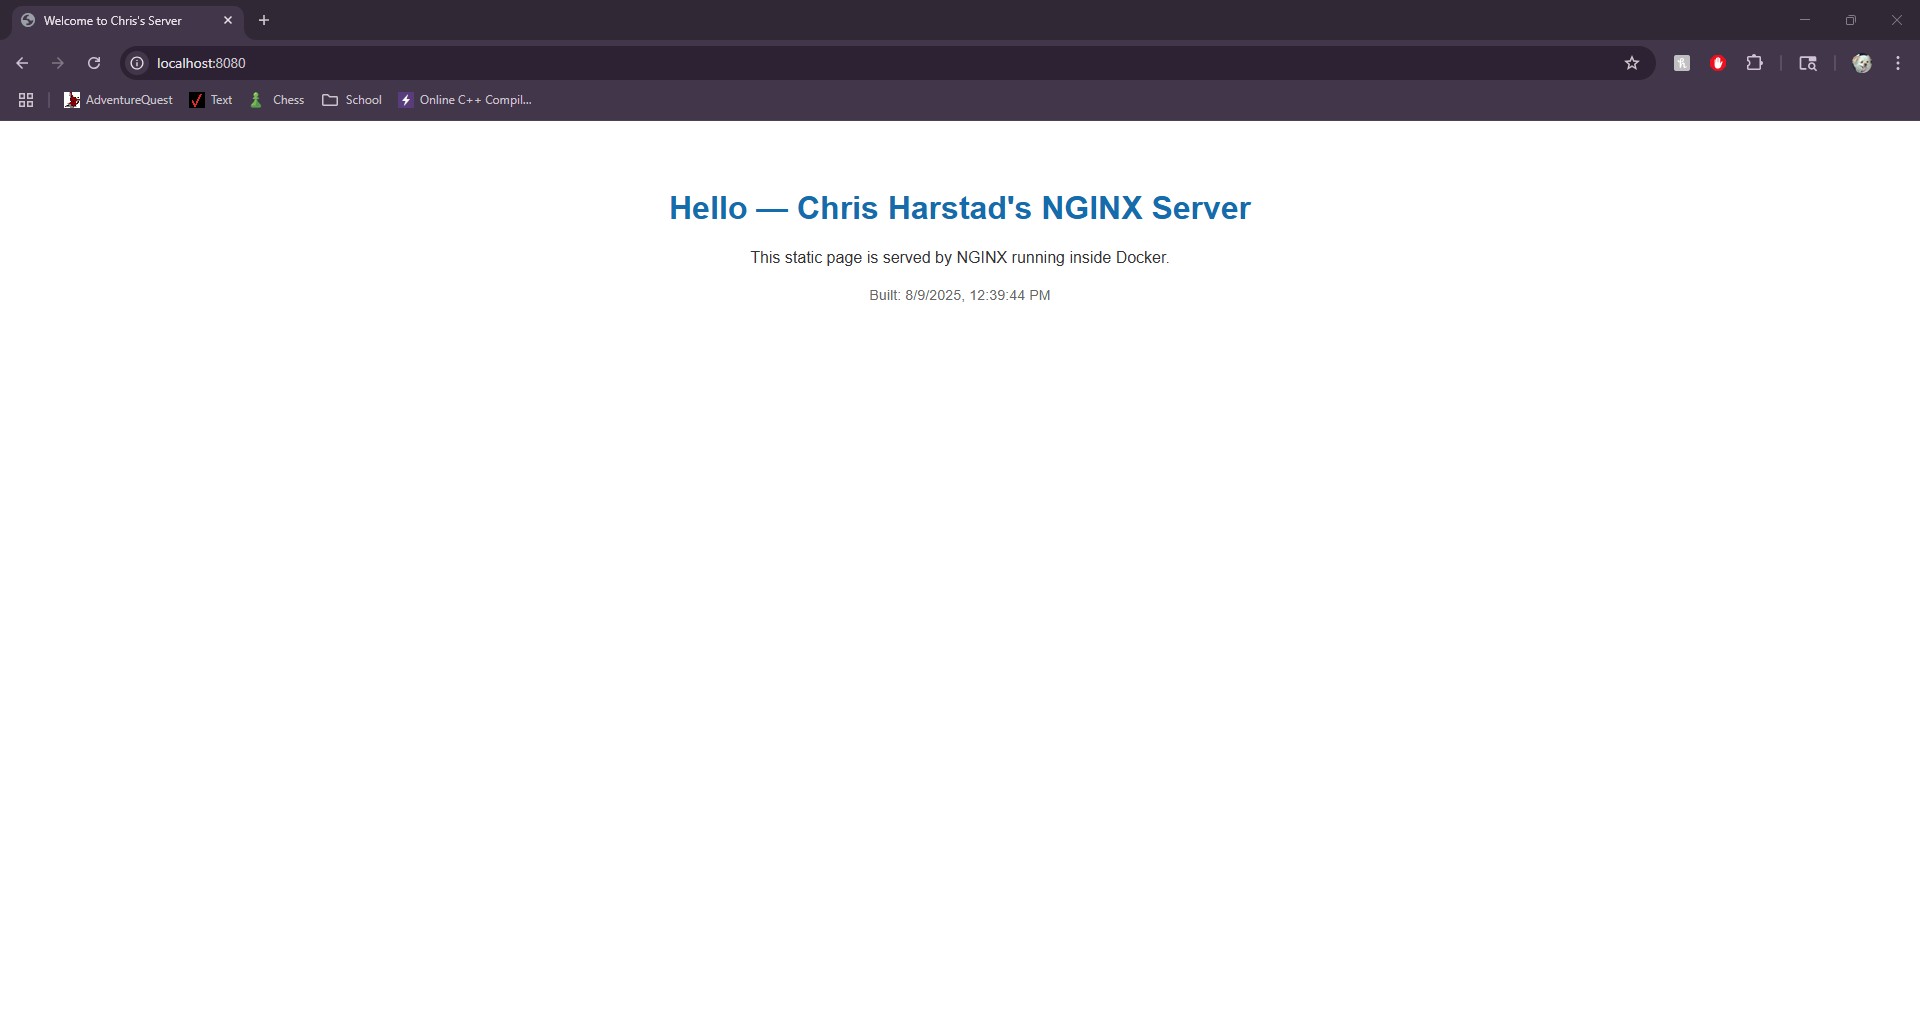 Welcome to Chris's Server
localhost:8080
AdventureQuest Text Chess School Online C++ Compil...
Hello — Chris Harstad's NGINX Server
This static page is served by NGINX running inside Docker.
Built: 8/9/2025, 12:39:44 PM